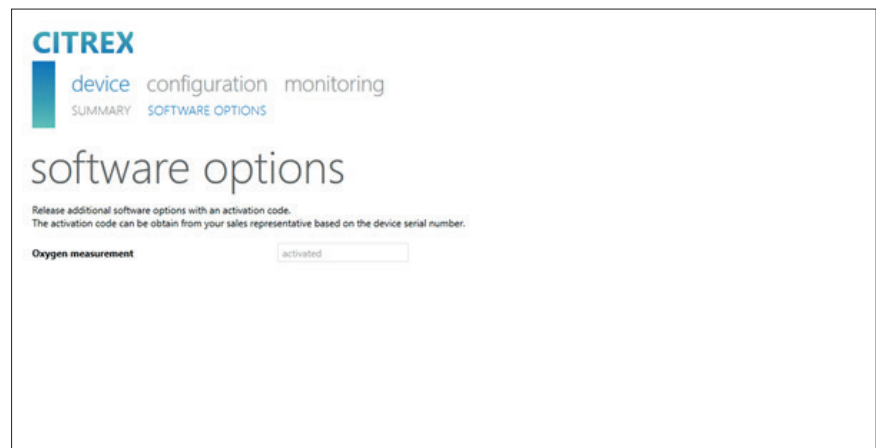 CITREX
device configuration monitoring
SUMMARY SOFTWARE OPTIONS
software options
Release additional software options with an activation code.
The activation code can be obtain from your sales representative based on the device serial number.
Oxygen measurement activated